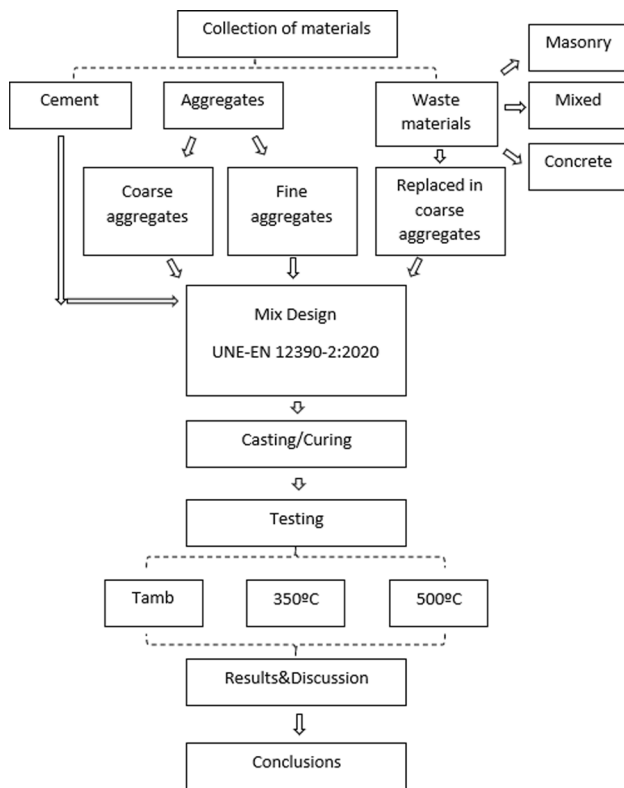 Collection of materials
Masonry
Cement
Aggregates
Waste
materials
Mixed
Concrete
Coarse
aggregates
Fine
aggregates
Replaced in
coarse
aggregates
Mix Design
UNE-EN 12390-2:2020
Casting/Curing
Testing
Tamb
350ºC
500ºC
Results&Discussion
Conclusions